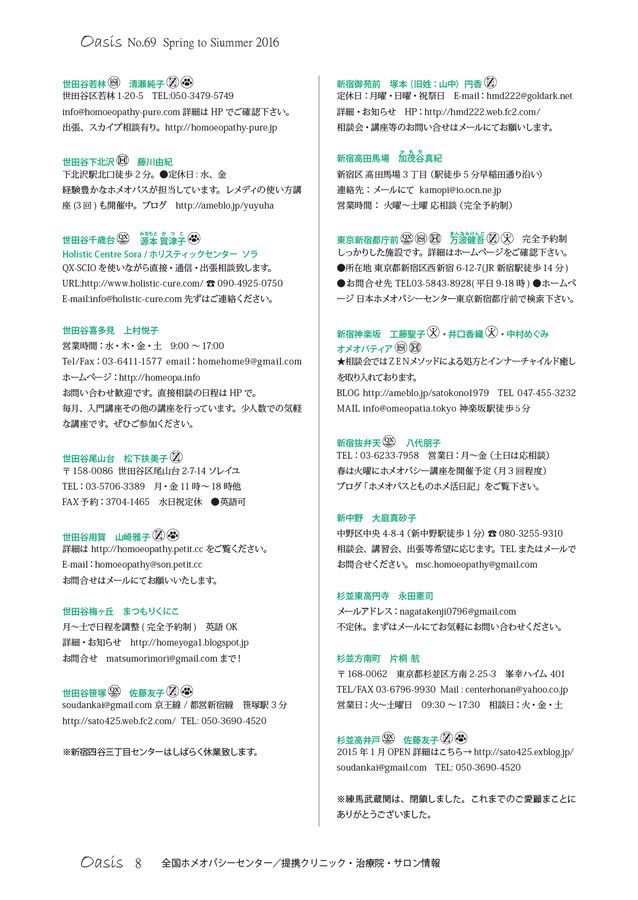 Oasis No.69 Spring to Siummer 2016
世田谷若林 清瀬純子
世田谷区若林 1-20-5 TEL:050-3479-5749
info@homoeopathy-pure.com 詳細は HP でご確認下さい。
出張、スカイプ相談有り。http://homoeopathy-pure.jp
世田谷下北沢 藤川由紀
下北沢駅北口徒歩 2 分。●定休日 : 水、金
経験豊かなホメオパスが担当しています。レメディの使い方講
座 (3 回 ) も開催中。ブログ http://ameblo.jp/yuyuha
世田谷千歳台 源本 賀津子
Holistic Centre Sora / ホリスティックセンター ソラ
QX-SCIO を使いながら直接・通信・出張相談致します。
URL:http://www.holistic-cure.com/ ☎ 090-4925-0750
E-mail:info@holistic-cure.com 先ずはご連絡ください。
世田谷喜多見 上村悦子
営業時間：水・木・金・土 9:00 ～ 17:00
Tel/Fax：03-6411-1577 email：homehome9@gmail.com
ホームページ：http://homeopa.info
お問い合わせ歓迎です。直接相談の日程は HP で。
毎月、入門講座その他の講座を行っています。少人数での気軽
な講座です。ぜひご参加ください。
世田谷尾山台 松下扶美子
〒 158-0086 世田谷区尾山台 2-7-14 ソレイユ
TEL：03-5706-3389 月・金 11 時～ 18 時他
FAX 予約：3704-1465 水日祝定休 ●英語可
世田谷用賀 山崎雅子
詳細は http://homoeopathy.petit.cc をご覧ください。
E-mail：homoeopathy@son.petit.cc
お問合せはメールにてお願いいたします。
世田谷梅ヶ丘 まつもりくにこ
月～土で日程を調整 ( 完全予約制 ) 英語 OK
詳細・お知らせ http://homeyoga1.blogspot.jp
お問合せ matsumorimori@gmail.com まで !
世田谷笹塚 佐藤友子
soudankai@gmail.com 京王線 / 都営新宿線 笹塚駅 3 分
http://sato425.web.fc2.com/ TEL: 050-3690-4520
※新宿四谷三丁目センターはしばらく休業致します。
新宿御苑前 塚本（旧姓：山中）円香
定休日：月曜・日曜・祝祭日 E-mail：hmd222@goldark.net
詳細・お知らせ HP：http://hmd222.web.fc2.com/
相談会・講座等のお問い合せはメールにてお願いします。
新宿高田馬場 加茂谷真紀
新宿区 高田馬場 3 丁目 ( 駅徒歩 5 分早稲田通り沿い )
連絡先：メールにて kamopi@io.ocn.ne.jp
営業時間： 火曜～土曜 応相談（完全予約制）
東京新宿都庁前 万波健吾 完全予約制
しっかりした施設です。詳細はホームページをご確認下さい。
●所在地 東京都新宿区西新宿 6-12-7(JR 新宿駅徒歩 14 分 )
●お問合せ先 TEL03-5843-8928( 平日 9-18 時 ) ●ホームペ
ージ 日本ホメオパシーセンター東京新宿都庁前で検索下さい。
新宿神楽坂 工藤聖子・井口香織・中村めぐみ
オメオパティア
★相談会ではＺＥＮメソッドによる処方とインナーチャイルド癒し
を取り入れております。
BLOG http://ameblo.jp/satokono1979 TEL 047-455-3232
MAIL info@omeopatia.tokyo 神楽坂駅徒歩５分
新宿抜弁天 八代朋子
TEL：03-6233-7958 営業日：月～金（土日は応相談）
春は火曜にホメオパシー講座を開催予定（月３回程度）
ブログ「ホメオパスとものホメ活日記」をご覧下さい。
新中野 大庭真砂子
中野区中央 4-8-4（新中野駅徒歩 1 分）☎ 080-3255-9310
相談会、講習会、出張等希望に応じます。TEL またはメールで
お問合せください。 msc.homoeopathy@gmail.com
杉並東高円寺 永田憲司
メールアドレス：nagatakenji0796@gmail.com
不定休。まずはメールにてお気軽にお問い合わせください。
杉並方南町 片桐 航
〒 168-0062 東京都杉並区方南 2-25-3 峯幸ハイム 401
TEL/FAX 03-6796-9930 Mail : centerhonan@yahoo.co.jp
営業日：火～土曜日 09:30 ～ 17:30 相談日：火・金・土
杉並高井戸 佐藤友子
2015 年 1 月 OPEN 詳細はこちら→ http://sato425.exblog.jp/
soudankai@gmail.com TEL: 050-3690-4520
※練馬武蔵関は、閉鎖しました。これまでのご愛顧まことに
ありがとうございました。
Oasis 8 全国ホメオパシーセンター／提携クリニック・治療院・サロン情報